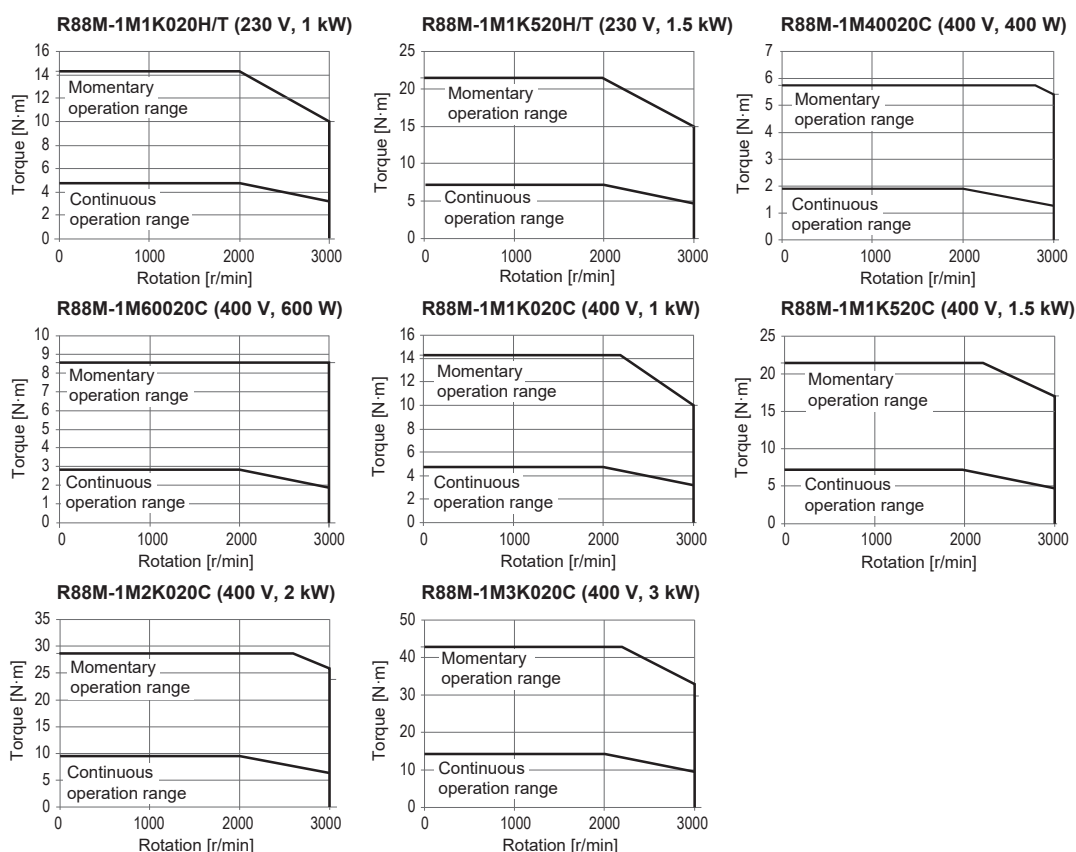 R88M-1M1K020H/T (230 V, 1 kW)
Torque [N·m]
16
14
12
10
8
6
4
2
0
Momentary
operation range
Continuous
operation range
0 1000 2000 3000
Rotation [r/min]
R88M-1M1K520H/T (230 V, 1.5 kW)
Torque [N·m]
25
20
15
10
5
0
Momentary
operation range
Continuous
operation range
0 1000 2000 3000
Rotation [r/min]
R88M-1M40020C (400 V, 400 W)
Torque [N·m]
7
6
5
4
3
2
1
0
Momentary
operation range
Continuous
operation range
0 1000 2000 3000
Rotation [r/min]
R88M-1M60020C (400 V, 600 W)
Torque [N·m]
10
9
8
7
6
5
4
3
2
1
0
Momentary
operation range
Continuous
operation range
0 1000 2000 3000
Rotation [r/min]
R88M-1M1K020C (400 V, 1 kW)
Torque [N·m]
16
14
12
10
8
6
4
2
0
Momentary
operation range
Continuous
operation range
0 1000 2000 3000
Rotation [r/min]
R88M-1M1K520C (400 V, 1.5 kW)
Torque [N·m]
25
20
15
10
5
0
Momentary
operation range
Continuous
operation range
0 1000 2000 3000
Rotation [r/min]
R88M-1M2K020C (400 V, 2 kW)
Torque [N·m]
35
30
25
20
15
10
5
0
Momentary
operation range
Continuous
operation range
0 1000 2000 3000
Rotation [r/min]
R88M-1M3K020C (400 V, 3 kW)
Torque [N·m]
50
40
30
20
10
0
Momentary
operation range
Continuous
operation range
0 1000 2000 3000
Rotation [r/min]